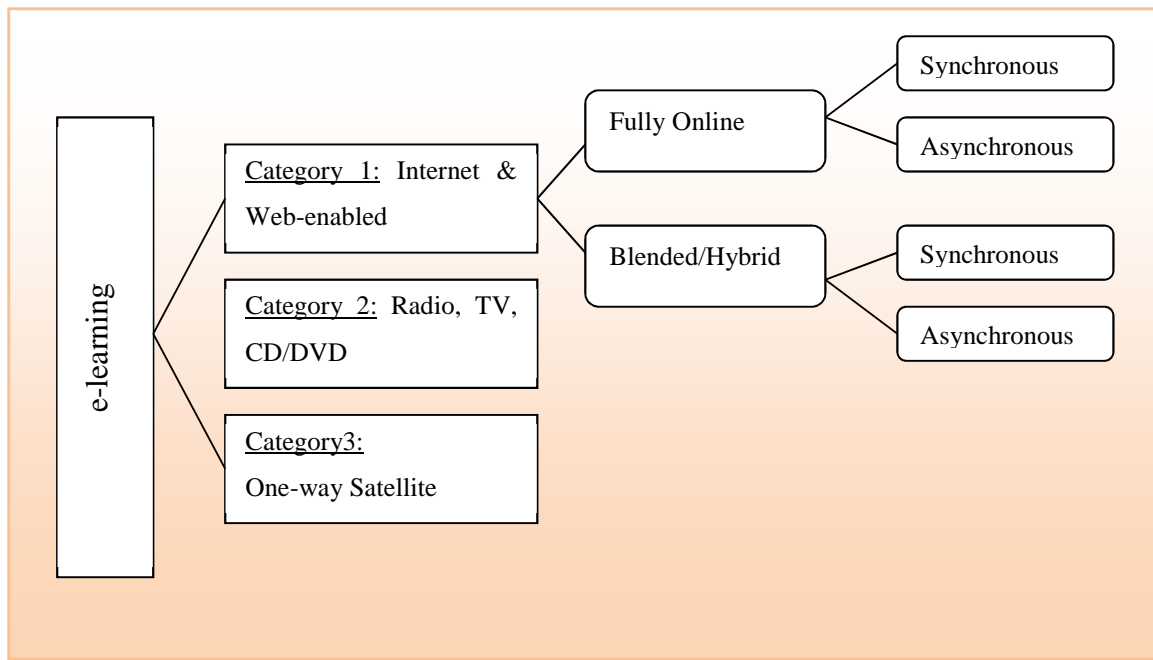 e-learning
Category 1: Internet &
Web-enabled
Category 2: Radio, TV,
CD/DVD
Category3:
One-way Satellite
Fully Online
Blended/Hybrid
Synchronous
Asynchronous
Synchronous
Asynchronous